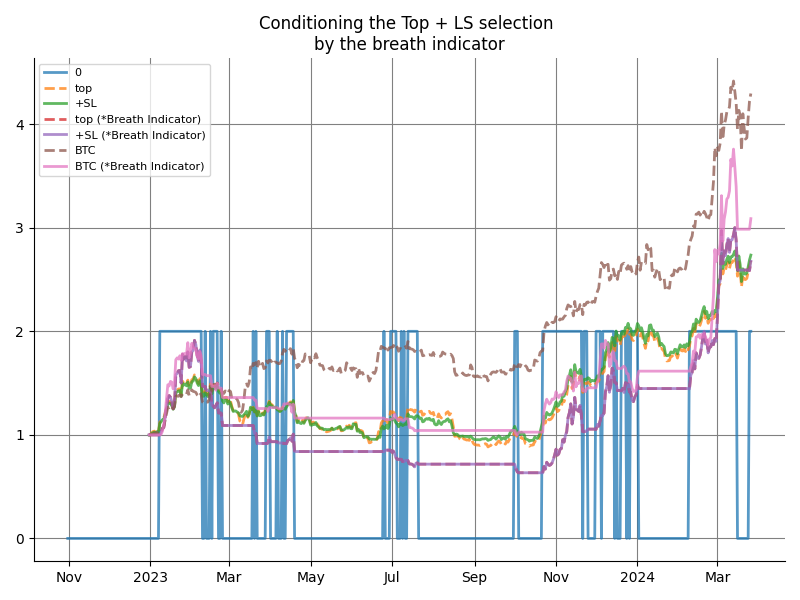 Conditioning the Top + LS selection
by the breath indicator
0
top
+SL
top (*Breath Indicator)
+SL (*Breath Indicator)
BTC
BTC (*Breath Indicator)
4
3
2
1
0
Nov
2023
Mar
May
Jul
Sep
Nov
2024
Mar